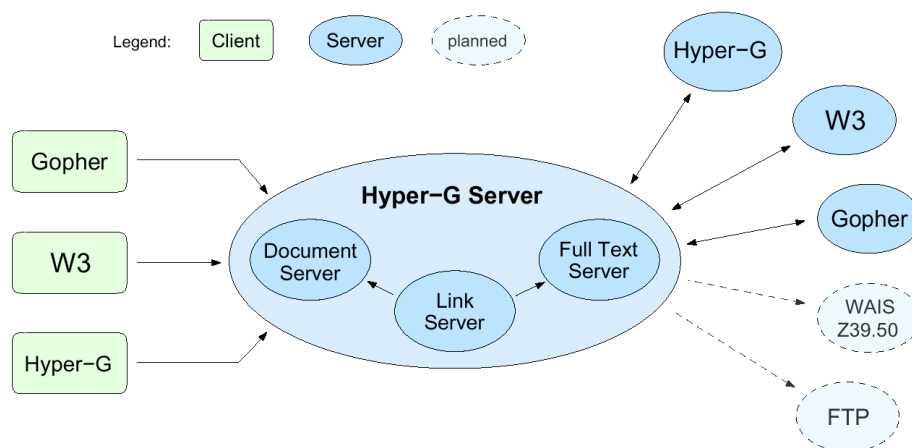 Legend:
Client
Server
planned
Hyper−G
W3
Gopher
Gopher
W3
Hyper−G
Hyper−G Server
Document
Server
Link
Server
Full Text
Server
WAIS
Z39.50
FTP